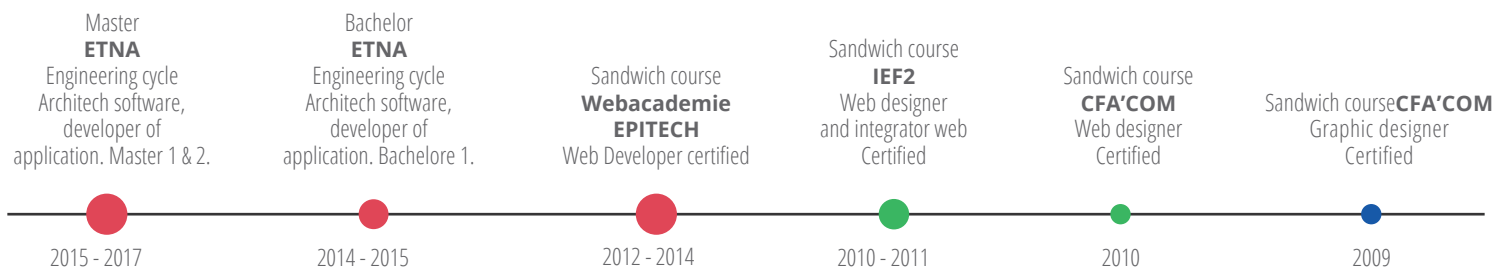 Master
ETNA
Engineering cycle
Architech software,
developer of
application. Master 1 & 2.
2015 - 2017
Bachelor
ETNA
Engineering cycle
Architech software,
developer of
application. Bachelore 1.
2014 - 2015
Sandwich course
Webacademie
EPITECH
Web Developer certified
2012 - 2014
Sandwich course
IEF2
Web designer
and integrator web
Certified
2010 - 2011
Sandwich course
CFA’COM
Web designer
Certified
2010
Sandwich courseCFA’COM
Graphic designer
Certified
2009